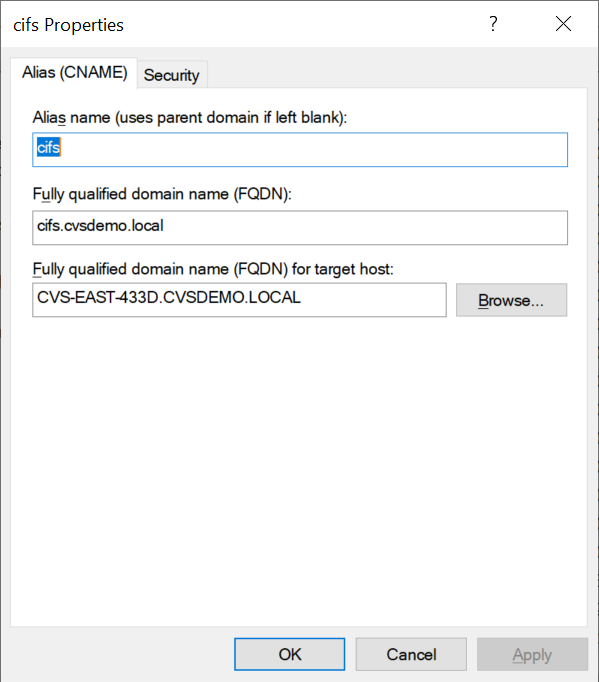 cifs Properties
?
Alias (CNAME)
Security
Alias name (uses parent domain if left blank):
cifs
Fully qualified domain name (FQDN):
cifs.cvsdemo.local
Fully qualified domain name (FQDN) for target host:
CVS-EAST-433D.CVSDEMO.LOCAL
Browse...
OK
Cancel
Apply